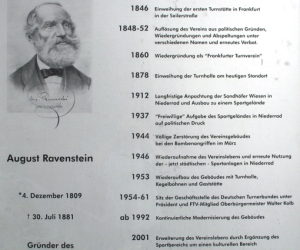 1846 Einweihung der ersten Turnstätte in Frankfurt
in der Seilerstraße
1848-52 Auflösung des Vereins aus politischen Gründen,
Wiedergründungen und Abspaltungen unter
verschiedenen Namen und erneutes Verbot.
1860 Wiedergründung als "Frankfurter Turnverein"
1878 Einweihung der Turnhalle am heutigen Standort
1912 Langfristige Anpachtung der Sandhöfer Wiesen in
Niederrad und Ausbau zu einem Sportgelände
1937 "Freiwillige" Aufgabe des Sportgeländes in Niederrad
auf politischen Druck
1944 Völlige Zerstörung des Vereinsgebäudes
bei den Bombenangriffen im März
August Ravenstein
1946 Wiederaufnahme des Vereinslebens und erneute Nutzung
der - jetzt städtischen - Sportanlagen in Niederrad
1953 Wiederaufbau des Gebäudes mit Turnhalle,
Kegelbahnen und Gaststätte
*4. Dezember 1809
1954-61 Sitz der Geschäftsstelle des Deutschen Turnerbundes unter
Präsident und FTV-Mitglied Oberbürgermeister Walter Kolb
† 30. Juli 1881
ab 1992 Kontinuierliche Modernisierung des Gebäudes
2001 Erweiterung des Vereinslebens durch Ergänzung des
Sportbereichs um einen kulturellen Bereich
Gründer des